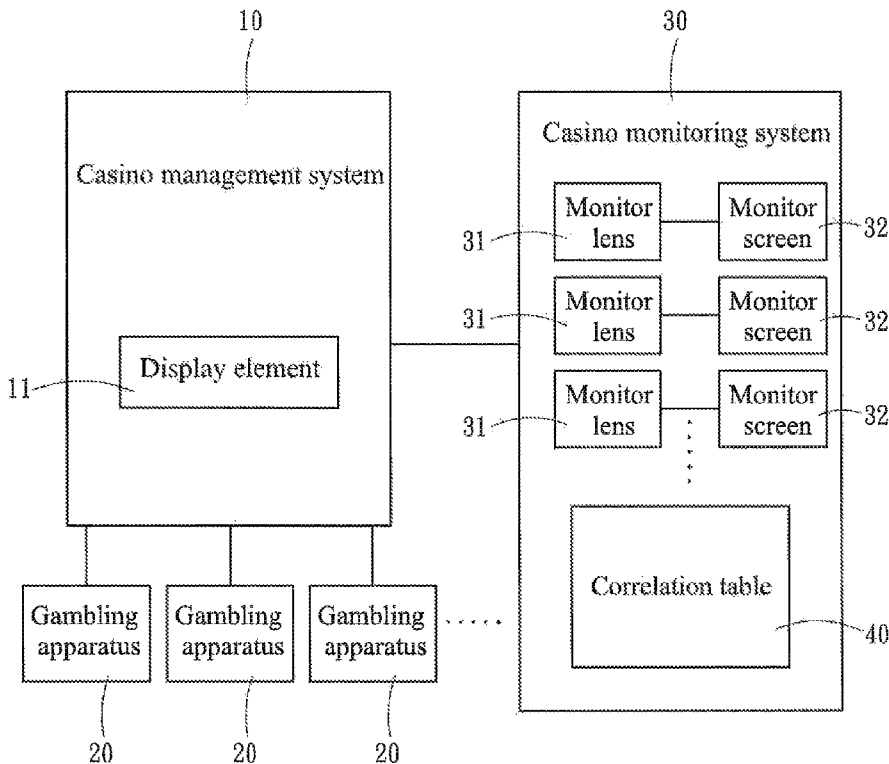 10
30
Casino management system
Casino monitoring system
Monitor
lens
Monitor
screen
31
32
Monitor
lens
Monitor
screen
31
32
Display element
11
Monitor
lens
Monitor
screen
31
32
Correlation table
40
Gambling
apparatus
Gambling
apparatus
Gambling
apparatus
20
20
20